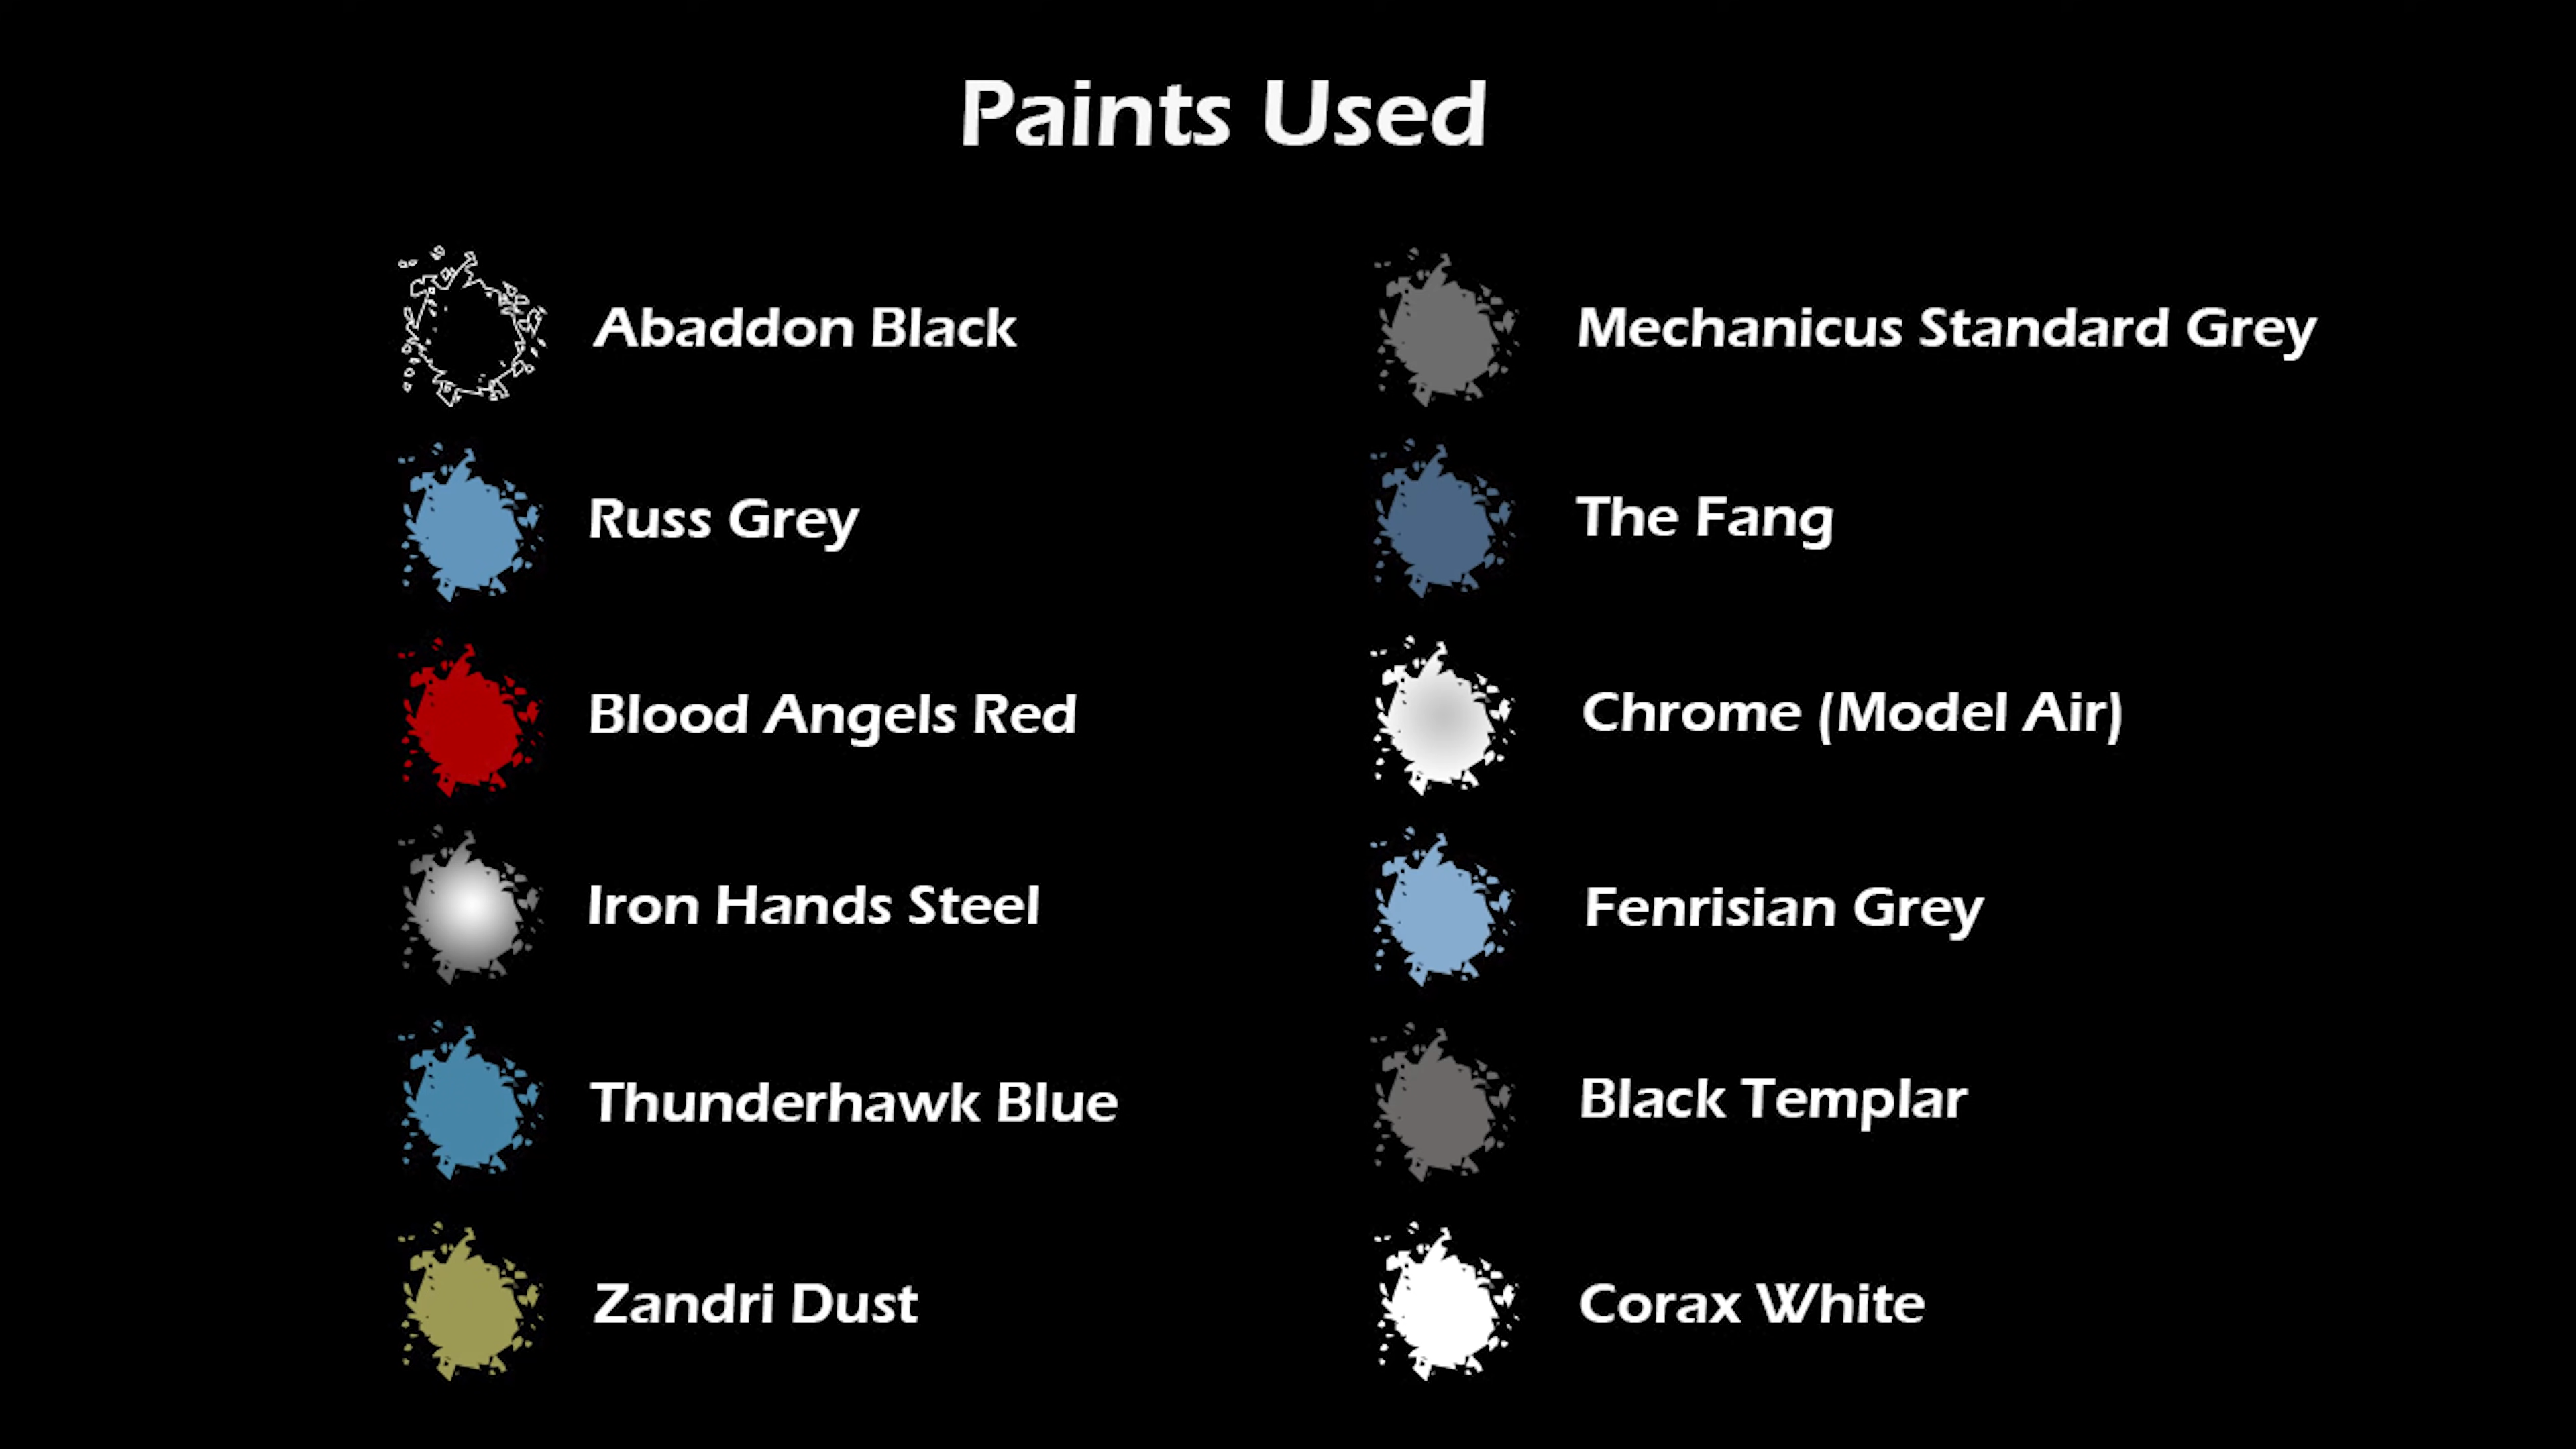 Paints Used
Abaddon Black
Mechanicus Standard Grey
Russ Grey
The Fang
Blood Angels Red
Chrome (Model Air)
Iron Hands Steel
Fenrisian Grey
Thunderhawk Blue
Black Templar
Zandri Dust
Corax White